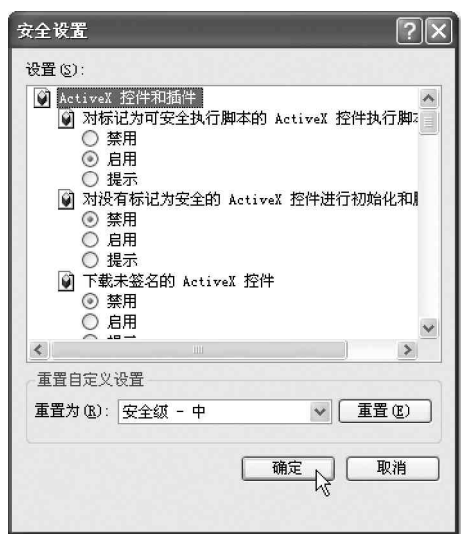 安全设置
设置(S):
ActiveX 控件和插件
对标记为可安全执行脚本的 ActiveX 控件执行脚
禁用
启用
提示
对没有标记为安全的 ActiveX 控件进行初始化和
禁用
启用
提示
下载未签名的 ActiveX 控件
禁用
启用
重置自定义设置
重置为(R): 安全级 - 中 重置(E)
确定 取消